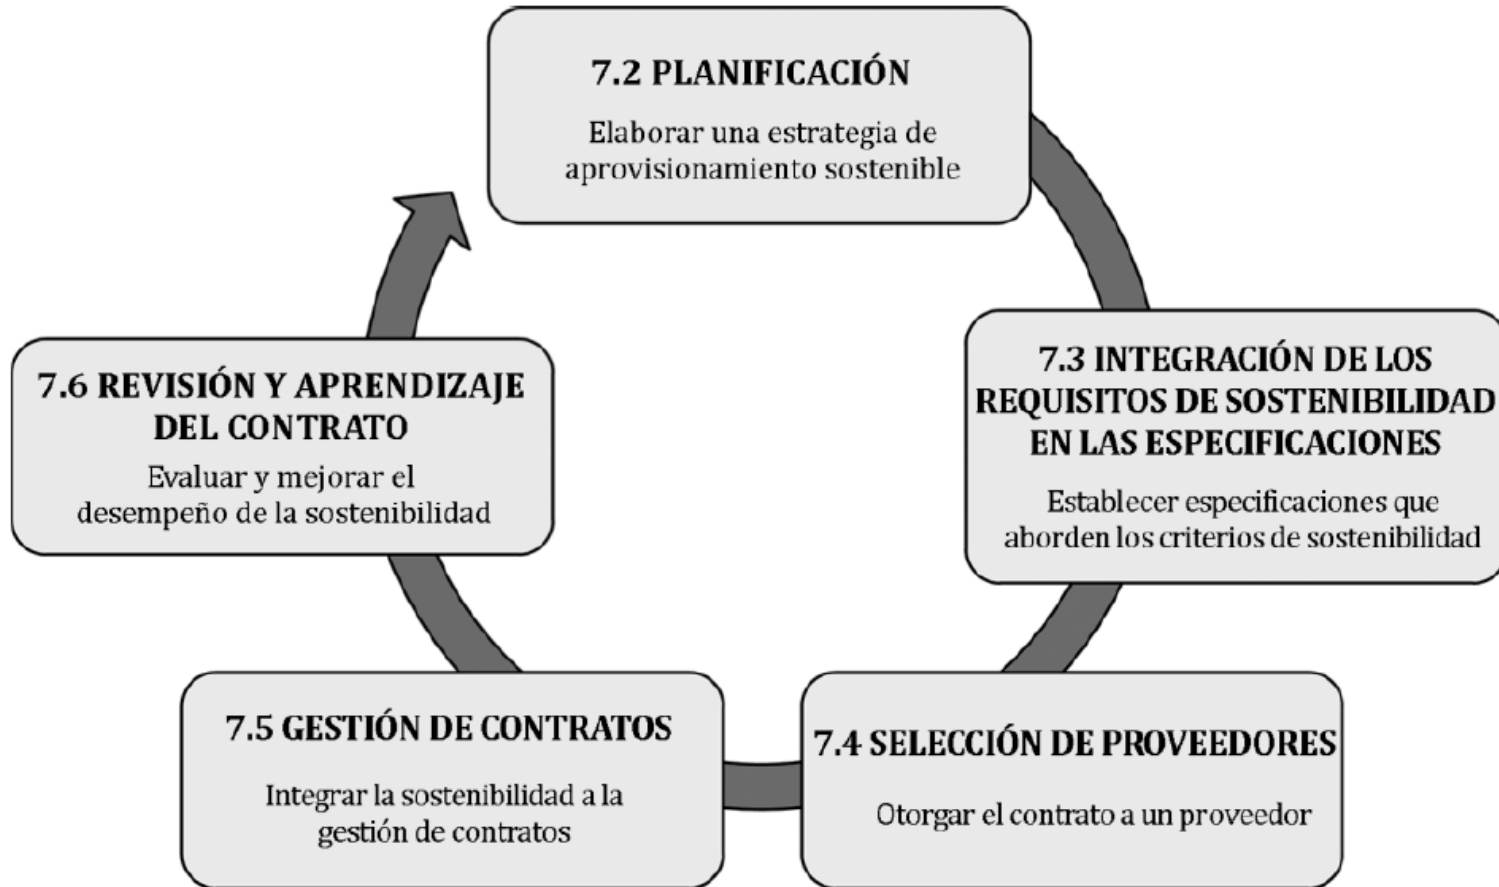 7.2 PLANIFICACIÓN
Elaborar una estrategia de
aprovisionamiento sostenible
7.3 INTEGRACIÓN DE LOS
REQUISITOS DE SOSTENIBILIDAD
EN LAS ESPECIFICACIONES
Establecer especificaciones que
aborden los criterios de sostenibilidad
7.4 SELECCIÓN DE PROVEEDORES
Otorgar el contrato a un proveedor
7.5 GESTIÓN DE CONTRATOS
Integrar la sostenibilidad a la
gestión de contratos
7.6 REVISIÓN Y APRENDIZAJE
DEL CONTRATO
Evaluar y mejorar el
desempeño de la sostenibilidad